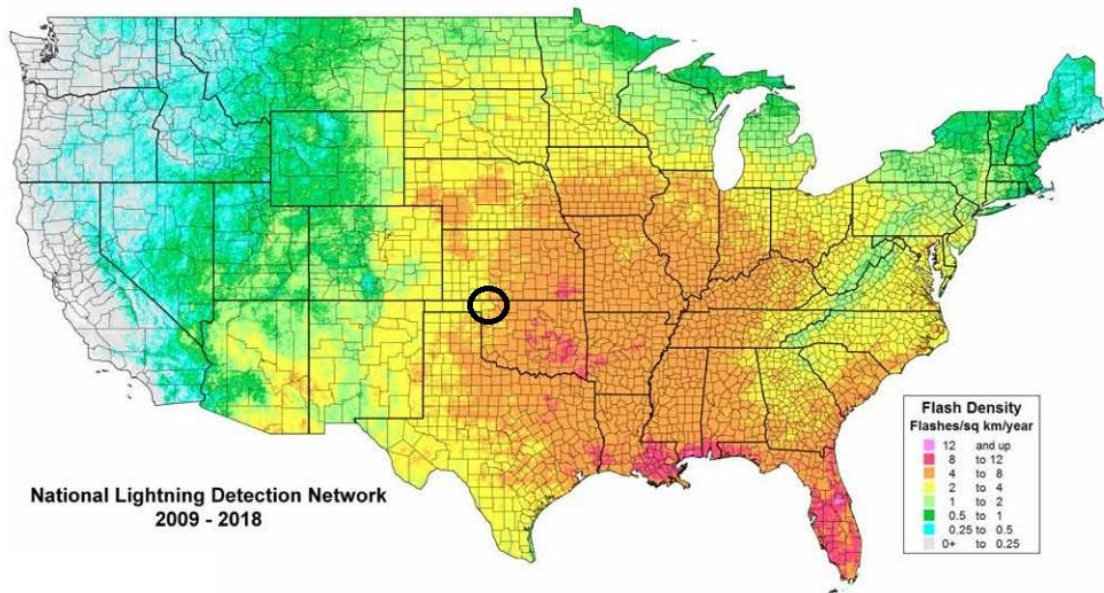 National Lightning Detection Network
2009 - 2018
Flash Density
Flashes/sq km/year
12 and up
8 to 12
4 to 8
2 to 4
1 to 2
0.5 to 1
0.25 to 0.5
0+ to 0.25